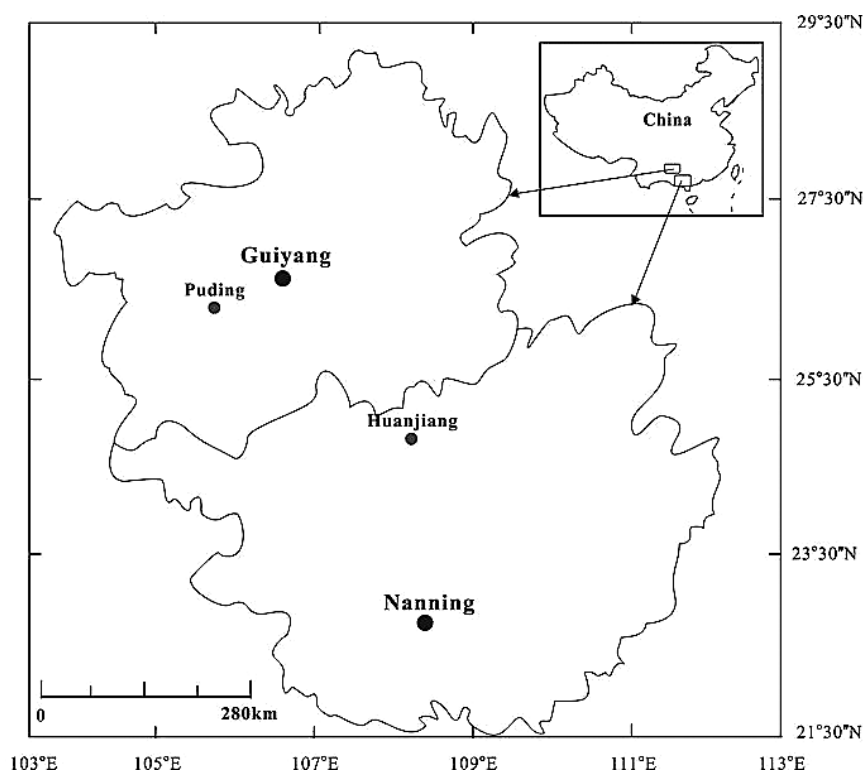 29°30″N
China
27°30″N
Guiyang
Puding
25°30″N
Huanjiang
23°30″N
Nanning
0
280km
21°30″N
103°E
105°E
107°E
109°E
111°E
113°E